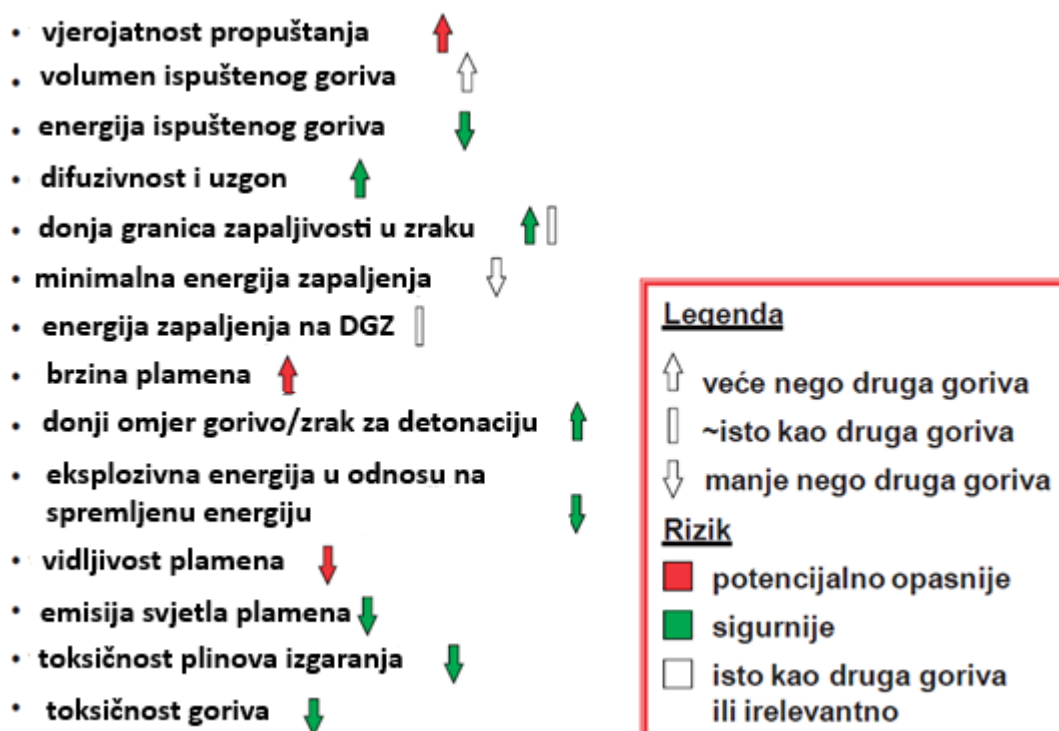 • vjerojatnost propuštanja
• volumen ispuštenog goriva
• energija ispuštenog goriva
• difuzivnost i uzgon
• donja granica zapaljivosti u zraku
• minimalna energija zapaljenja
• energija zapaljenja na DGZ
• brzina plamena
• donji omjer gorivo/zrak za detonaciju
• eksplozivna energija u odnosu na
spremljenu energiju
• vidljivost plamena
• emisija svjetla plamena
• toksičnost plinova izgaranja
• toksičnost goriva
Legenda
veće nego druga goriva
~isto kao druga goriva
manje nego druga goriva
Rizik
potencijalno opasnije
sigurnije
isto kao druga goriva
ili irelevantno